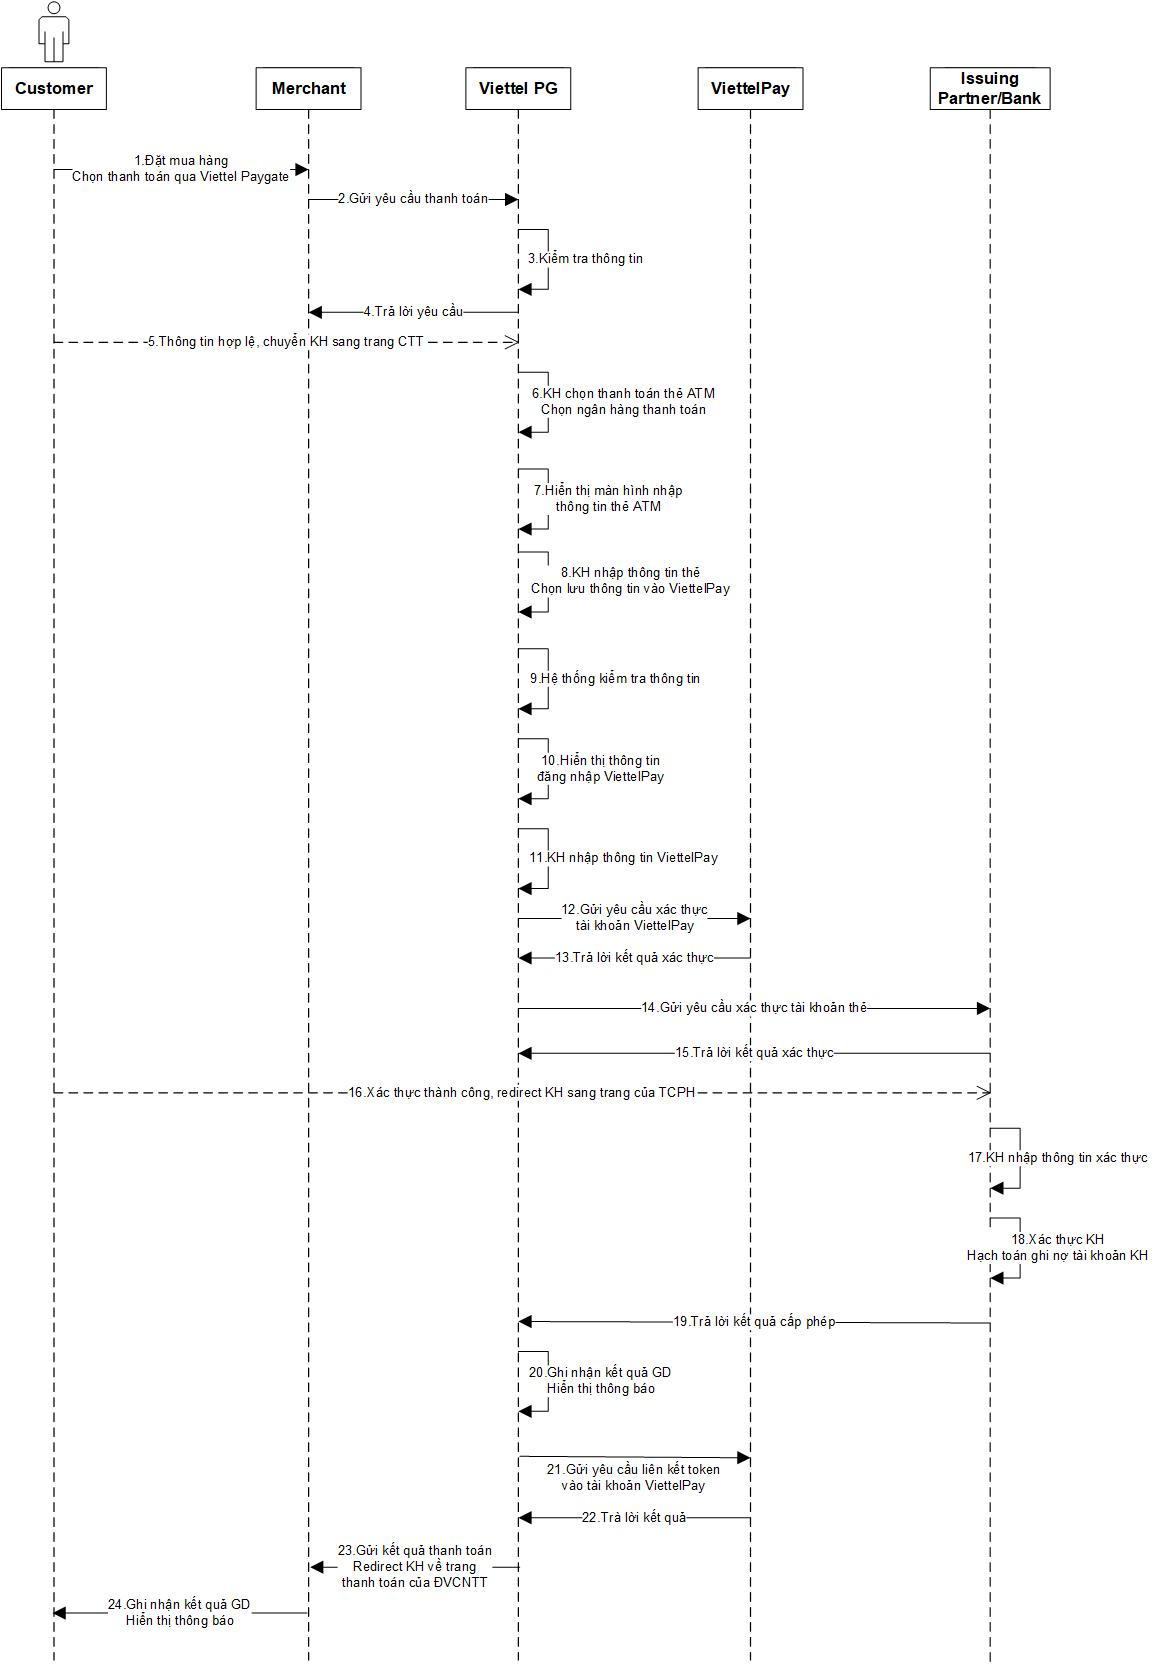 Customer
Merchant
Viettel PG
ViettelPay
Issuing
Partner/Bank
1.Đặt mua hàng
Chọn thanh toán qua Viettel Paygate
2.Gửi yêu cầu thanh toán
3.Kiểm tra thông tin
4.Trả lời yêu cầu
5.Thông tin hợp lệ, chuyển KH sang trang CTT
6.KH chọn thanh toán thẻ ATM
Chọn ngân hàng thanh toán
7.Hiển thị màn hình nhập
thông tin thẻ ATM
8.KH nhập thông tin thẻ
Chọn lưu thông tin vào ViettelPay
9.Hệ thống kiểm tra thông tin
10.Hiển thị thông tin
đăng nhập ViettelPay
11.KH nhập thông tin ViettelPay
12.Gửi yêu cầu xác thực
tài khoản ViettelPay
13.Trả lời kết quả xác thực
14.Gửi yêu cầu xác thực tài khoản thẻ
15.Trả lời kết quả xác thực
16.Xác thực thành công, redirect KH sang trang của TCPH
17.KH nhập thông tin xác thực
18.Xác thực KH
Hạch toán ghi nợ tài khoản KH
19.Trả lời kết quả cấp phép
20.Ghi nhận kết quả GD
Hiển thị thông báo
21.Gửi yêu cầu liên kết token
vào tài khoản ViettelPay
22.Trả lời kết quả
23.Gửi kết quả thanh toán
Redirect KH về trang
thanh toán của ĐVCNTT
24.Ghi nhận kết quả GD
Hiển thị thông báo